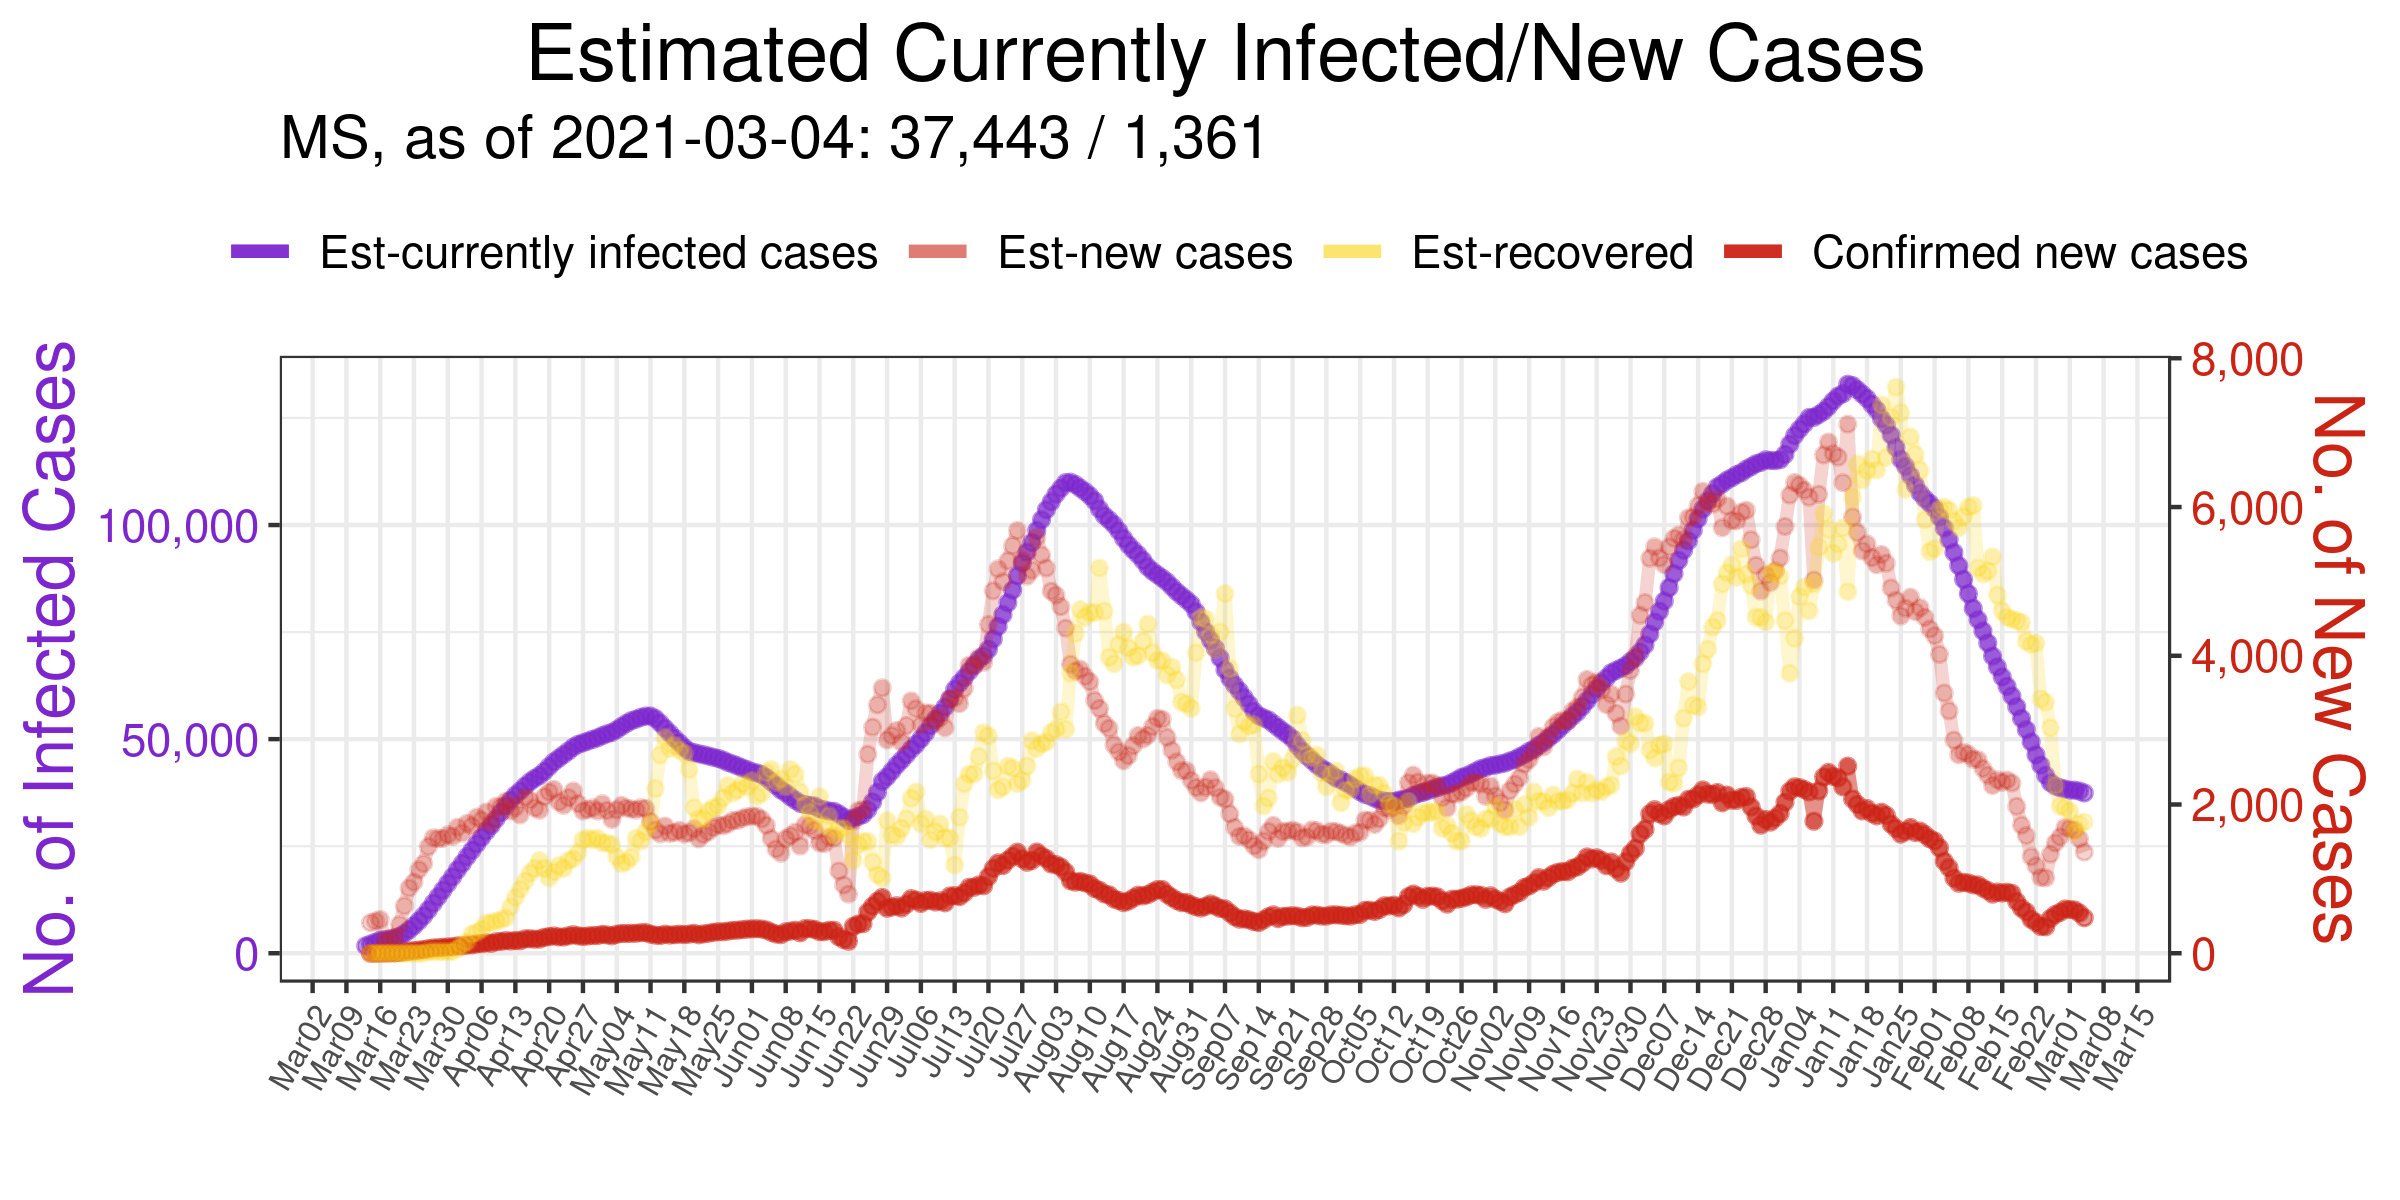 Estimated Currently Infected/New Cases
MS, as of 2021-03-04: 37,443 / 1,361
Est-currently infected cases Est-new cases Est-recovered Confirmed new cases
No. of Infected Cases
100,000
50,000
0
8,000
6,000
4,000
2,000
0
No. of New Cases
Mar02 Mar09 Mar16 Mar23 Mar30 Apr06 Apr13 Apr20 Apr27 May04 May11 May18 May25 Jun01 Jun08 Jun15 Jun22 Jun29 Jul06 Jul13 Jul20 Jul27 Aug03 Aug10 Aug17 Aug24 Aug31 Sep07 Sep14 Sep21 Sep28 Oct05 Oct12 Oct19 Oct26 Nov02 Nov09 Nov16 Nov23 Nov30 Dec07 Dec14 Dec21 Dec28 Jan04 Jan11 Jan18 Jan25 Feb01 Feb08 Feb15 Feb22 Mar01 Mar08 Mar15